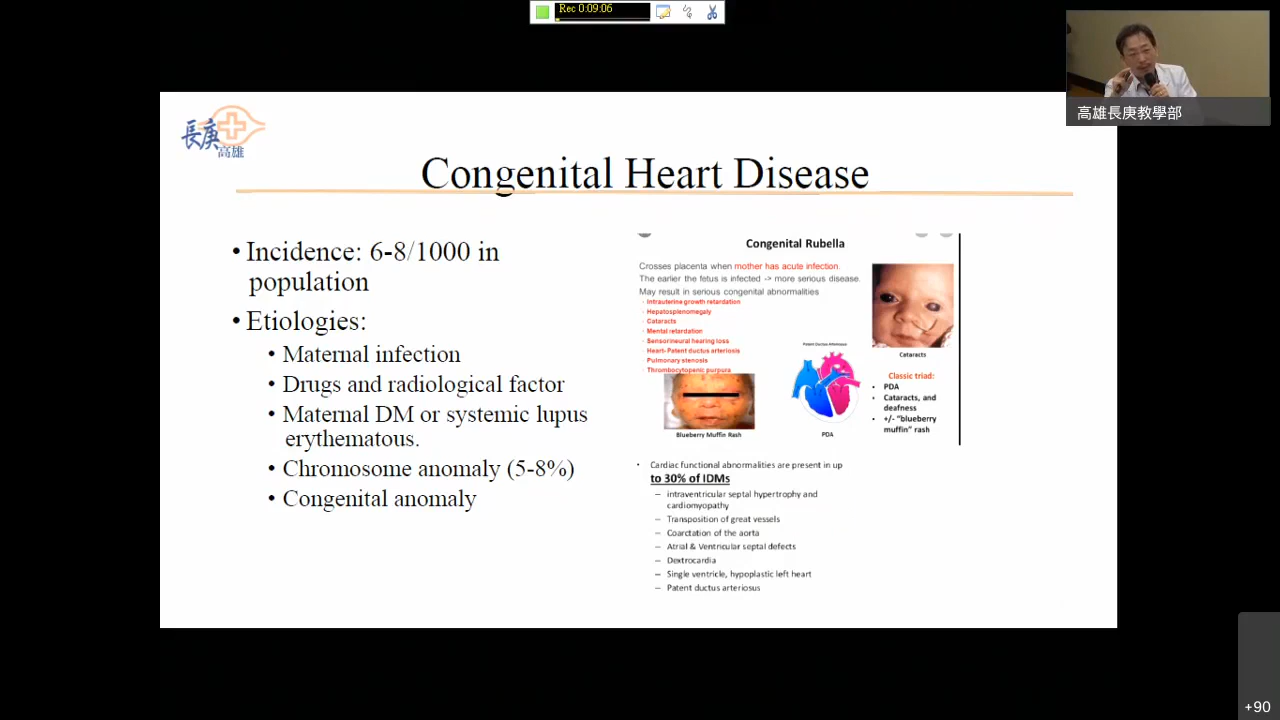 Rec 0:09:06
高雄長庚教學部
長庚
高雄
Congenital Heart Disease
• Incidence: 6-8/1000 in
population
• Etiologies:
• Maternal infection
• Drugs and radiological factor
• Maternal DM or systemic lupus
erythematous.
• Chromosome anomaly (5-8%)
• Congenital anomaly
Congenital Rubella
Crosses placenta when mother has acute infection.
The earlier the fetus is infected -> more serious disease.
May result in serious congenital abnormalities
· Intrauterine growth retardation
· Hepatosplenomegaly
· Cataracts
· Mental retardation
· Sensorineural hearing loss
· Heart- Patent ductus arteriosis
· Pulmonary stenosis
· Thrombocytopenic purpura
Blueberry Muffin Rash
Patent Ductus Arteriosus
PDA
Cataracts
Classic triad:
• PDA
• Cataracts, and
deafness
• +/- "blueberry
muffin" rash
• Cardiac functional abnormalities are present in up
to 30% of IDMs
– intraventricular septal hypertrophy and
cardiomyopathy
– Transposition of great vessels
– Coarctation of the aorta
– Atrial & Ventricular septal defects
– Dextrocardia
– Single ventricle, hypoplastic left heart
– Patent ductus arteriosus
+90